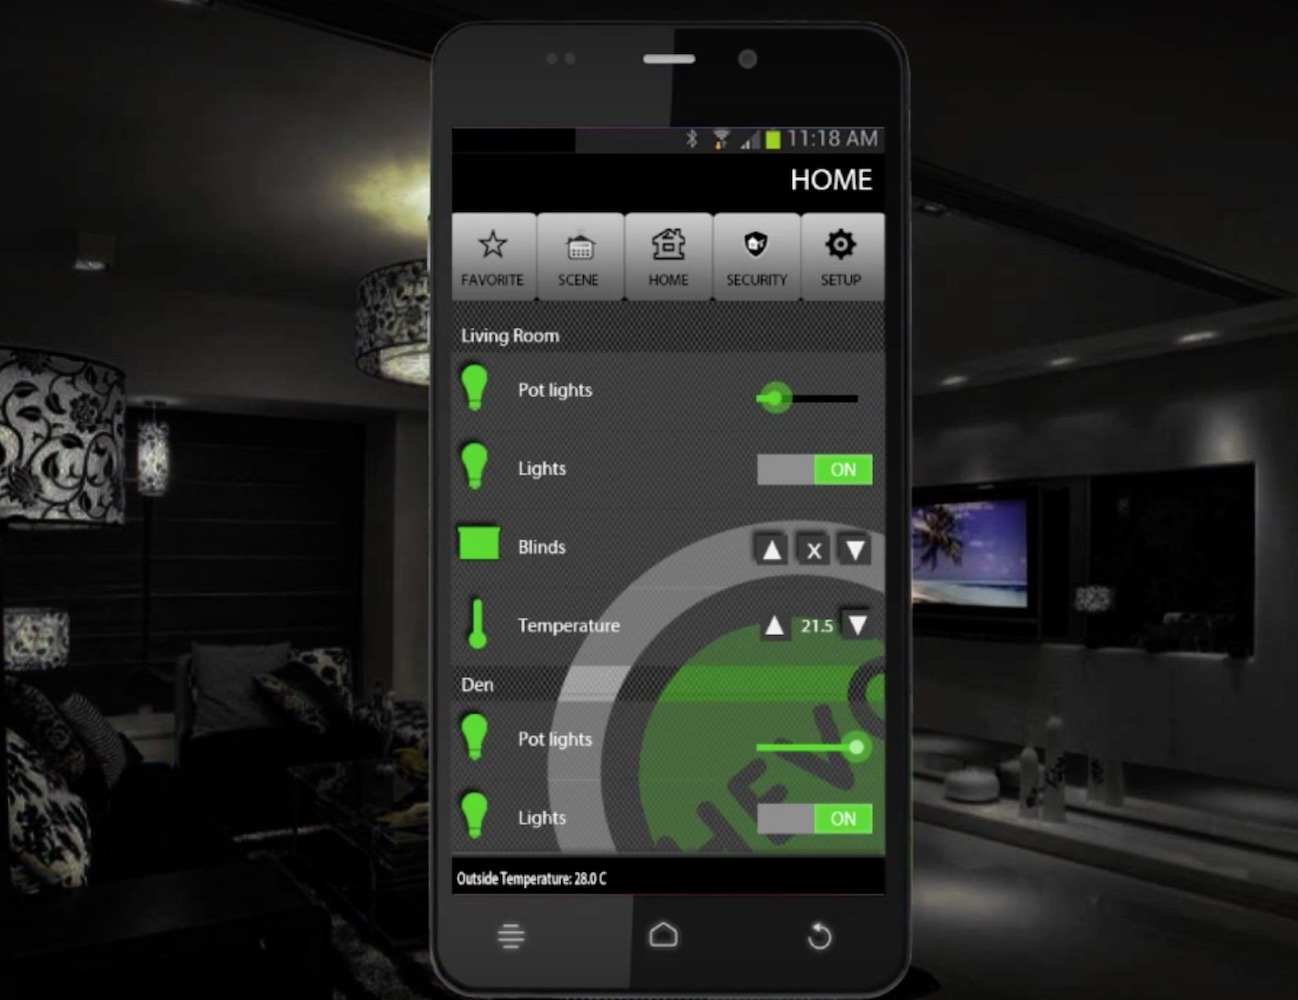 11:18 AM
HOME
FAVORITE SCENE HOME SECURITY SETUP
Living Room
Pot lights
Lights ON
Blinds X
Temperature 21.5
Den
Pot lights
Lights ON
Outside Temperature: 28.0 C